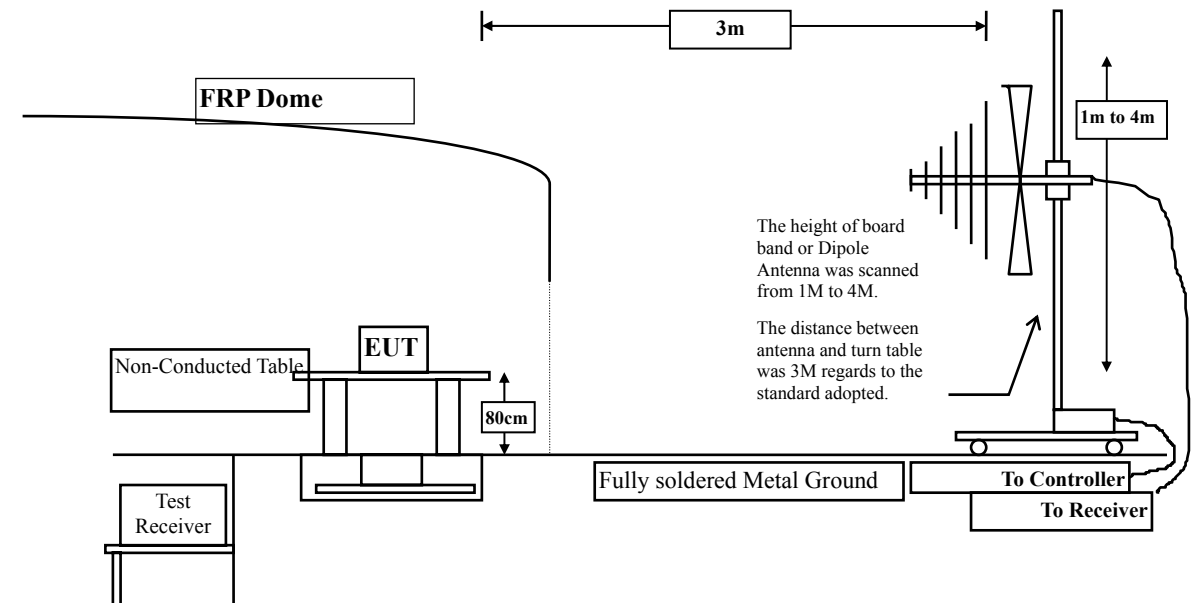 3m
FRP Dome
1m to 4m
The height of board
band or Dipole
Antenna was scanned
from 1M to 4M.
The distance between
antenna and turn table
was 3M regards to the
standard adopted.
EUT
Non-Conducted Table
80cm
Fully soldered Metal Ground
To Controller
To Receiver
Test
Receiver